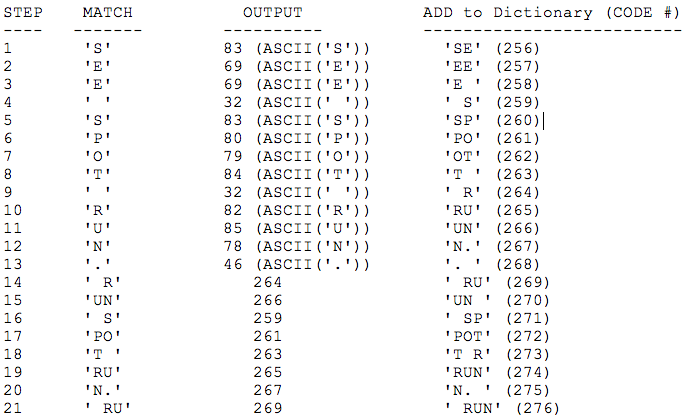 STEP MATCH OUTPUT ADD to Dictionary (CODE #)
---- ------- ---------- --------------------------
1 'S' 83 (ASCII('S')) 'SE' (256)
2 'E' 69 (ASCII('E')) 'EE' (257)
3 'E' 69 (ASCII('E')) 'E ' (258)
4 ' ' 32 (ASCII(' ')) ' S' (259)
5 'S' 83 (ASCII('S')) 'SP' (260)
6 'P' 80 (ASCII('P')) 'PO' (261)
7 'O' 79 (ASCII('O')) 'OT' (262)
8 'T' 84 (ASCII('T')) 'T ' (263)
9 ' ' 32 (ASCII(' ')) ' R' (264)
10 'R' 82 (ASCII('R')) 'RU' (265)
11 'U' 85 (ASCII('U')) 'UN' (266)
12 'N' 78 (ASCII('N')) 'N.' (267)
13 '.' 46 (ASCII('.')) '. ' (268)
14 ' R' 264 ' RU' (269)
15 'UN' 266 'UN ' (270)
16 ' S' 259 ' SP' (271)
17 'PO' 261 'POT' (272)
18 'T ' 263 'T R' (273)
19 'RU' 265 'RUN' (274)
20 'N.' 267 'N. ' (275)
21 ' RU' 269 ' RUN' (276)